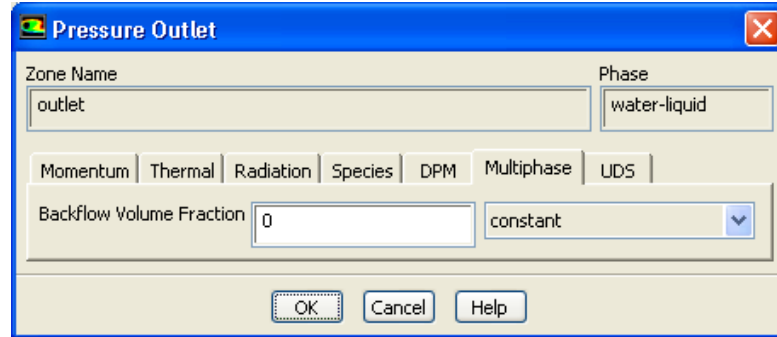 Pressure Outlet
Zone Name Phase
outlet water-liquid
Momentum Thermal Radiation Species DPM Multiphase UDS
Backflow Volume Fraction 0 constant
OK Cancel Help